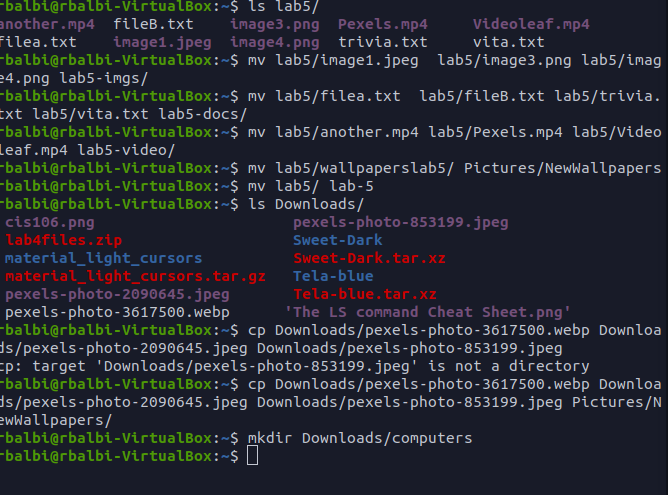 rbalbi@rbalbi-VirtualBox:~$ ls lab5/
another.mp4 fileB.txt image3.png Pexels.mp4 Videoleaf.mp4
filea.txt image1.jpeg image4.png trivia.txt vita.txt
rbalbi@rbalbi-VirtualBox:~$ mv lab5/image1.jpeg  lab5/image3.png lab5/imag
e4.png lab5-imgs/
rbalbi@rbalbi-VirtualBox:~$ mv lab5/filea.txt  lab5/fileB.txt lab5/trivia.
txt lab5/vita.txt lab5-docs/
rbalbi@rbalbi-VirtualBox:~$ mv lab5/another.mp4 lab5/Pexels.mp4 lab5/Video
leaf.mp4 lab5-video/
rbalbi@rbalbi-VirtualBox:~$ mv lab5/wallpaperslab5/ Pictures/NewWallpapers
rbalbi@rbalbi-VirtualBox:~$ mv lab5/ lab-5
rbalbi@rbalbi-VirtualBox:~$ ls Downloads/
cis106.png pexels-photo-853199.jpeg
lab4files.zip Sweet-Dark
material_light_cursors Sweet-Dark.tar.xz
material_light_cursors.tar.gz Tela-blue
pexels-photo-2090645.jpeg Tela-blue.tar.xz
pexels-photo-3617500.webp 'The LS command Cheat Sheet.png'
rbalbi@rbalbi-VirtualBox:~$ cp Downloads/pexels-photo-3617500.webp Downloa
ds/pexels-photo-2090645.jpeg Downloads/pexels-photo-853199.jpeg
cp: target 'Downloads/pexels-photo-853199.jpeg' is not a directory
rbalbi@rbalbi-VirtualBox:~$ cp Downloads/pexels-photo-3617500.webp Downloa
ds/pexels-photo-2090645.jpeg Downloads/pexels-photo-853199.jpeg Pictures/N
ewWallpapers/
rbalbi@rbalbi-VirtualBox:~$ mkdir Downloads/computers
rbalbi@rbalbi-VirtualBox:~$